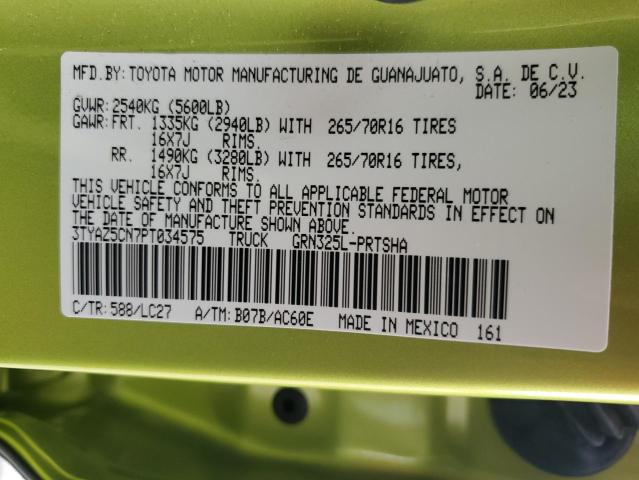 MFD.BY:TOYOTA MOTOR MANUFACTURING DE GUANAJUATO, S.A. DE C.V.
DATE: 06/23
GVWR:2540KG (5600LB)
GAWR:FRT. 1335KG (2940LB) WITH 265/70R16 TIRES
16X7J RIMS.
RR. 1490KG (3280LB) WITH 265/70R16 TIRES,
16X7J RIMS.
THIS VEHICLE CONFORMS TO ALL APPLICABLE FEDERAL MOTOR
VEHICLE SAFETY AND THEFT PREVENTION STANDARDS IN EFFECT ON
THE DATE OF MANUFACTURE SHOWN ABOVE.
3TYAZ5CN7PT034575 TRUCK GRN325L-PRTSHA
C/TR:588/LC27 A/TM:B07B/AC60E MADE IN MEXICO 161